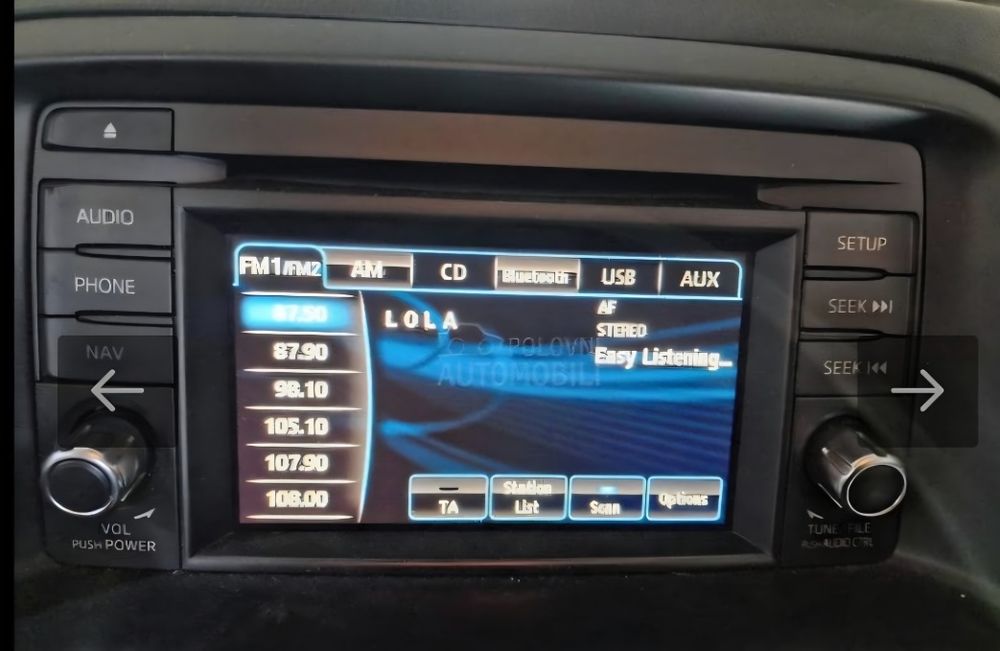 AUDIO
PHONE
NAV
VOL
PUSH POWER
FM1/FM2 AM CD Bluetooth USB AUX
87.50
87.90
98.10
105.10
107.90
108.00
LOLA
AF
STEREO
Easy Listening...
POLOVNI
AUTOMOBILI
TA
Station
List
Scan
Options
SETUP
SEEK
SEEK
TUNE/FILE
PUSH AUDIO CTRL